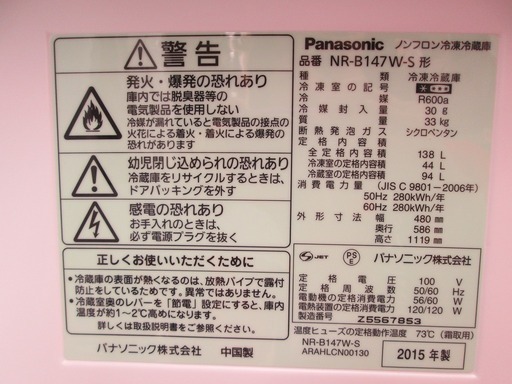 警告
発火・爆発の恐れあり
庫内では脱臭器等の
電気製品を使用しない
冷媒が漏れていると電気製品の接点の
火花による着火・着火による爆発の
恐れがあります
幼児閉じ込められの恐れあり
冷蔵庫をリサイクルするときは、
ドアパッキングを外す
感電の恐れあり
お手入れのときは、
必ず電源プラグを抜く
正しくお使いいただくために
•冷蔵庫の表面が熱くなるのは、放熱パイプで露付
防止をしているためです。異常ではありません。
•冷蔵室奥のレバーを「節電」設定にすると、庫内
温度が約1~2℃高めになります。
詳しくは取扱説明書をご参照ください。
パナソニック株式会社 中国製
Panasonic ノンフロン冷凍冷蔵庫
品番 NR-B147W-S 形
種類 冷凍冷蔵庫
冷凍室の記号 ****
冷媒 R600a
冷媒封入量 30 g
質量 33 kg
断熱発泡ガス シクロペンタン
定格内容積
全定格内容積 138 L
冷凍室の定格内容積 44 L
冷蔵室の定格内容積 94 L
消費電力量 (JIS C 9801-2006年)
50Hz 280kWh/年
60Hz 280kWh/年
外形寸法 幅 480 mm
奥行 586 mm
高さ 1119 mm
S JET PS E パナソニック株式会社
定格電圧 100 V
定格周波数 50/60 Hz
電動機の定格消費電力 56/60 W
電熱装置の定格消費電力 120/120 W
製造番号 Z5567853
温度ヒューズの定格動作温度 73℃ (霜取用)
NR-B147W-S
ARAHLCN00130
2015 年製